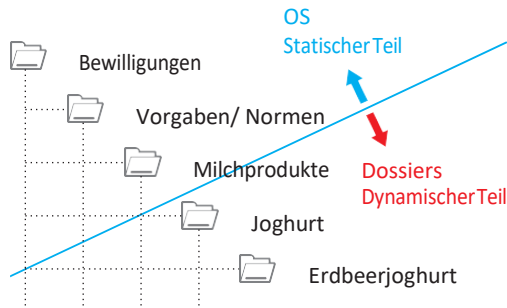 OS
Statischer Teil
Bewilligungen
Vorgaben/ Normen
Milchprodukte
Dossiers
Dynamischer Teil
Joghurt
Erdbeerjoghurt